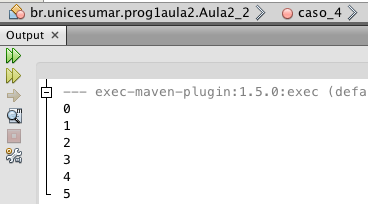 br.unicesumar.prog1aula2.Aula2_2 caso_4
Output
--- exec-maven-plugin:1.5.0:exec (defa
0
1
2
3
4
5